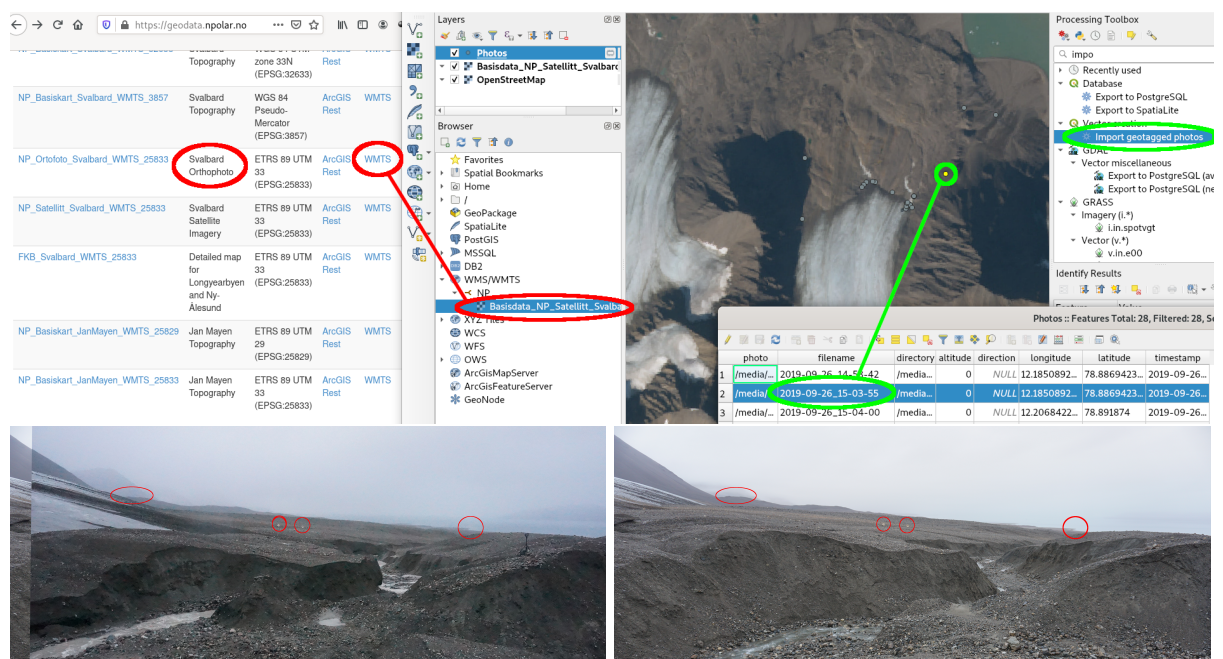 https://geodata.npolar.no
Topography
zone 33N
Rest
(EPSG:32633)
NP_Basiskart_Svalbard_WMTS_3857
Svalbard
WGS 84
ArcGIS
WMTS
Topography
Pseudo-
Rest
Mercator
(EPSG:3857)
NP_Ortofoto_Svalbard_WMTS_25833
Svalbard
ETRS 89 UTM
ArcGIS
WMTS
Orthophoto
33
Rest
(EPSG:25833)
NP_Satellitt_Svalbard_WMTS_25833
Svalbard
ETRS 89 UTM
ArcGIS
WMTS
Satellite
33
Rest
Imagery
(EPSG:25833)
FKB_Svalbard_WMTS_25833
Detailed map
ETRS 89 UTM
ArcGIS
WMTS
for
33
Rest
Longyearbyen
(EPSG:25833)
and Ny-
Ålesund
NP_Basiskart_JanMayen_WMTS_25829
Jan Mayen
ETRS 89 UTM
ArcGIS
WMTS
Topography
29
Rest
(EPSG:25829)
NP_Basiskart_JanMayen_WMTS_25833
Jan Mayen
ETRS 89 UTM
ArcGIS
WMTS
Topography
33
Rest
(EPSG:25833)
Layers
Photos
Basisdata_NP_Satellitt_Svalbard
OpenStreetMap
Browser
Favorites
Spatial Bookmarks
Home
/
GeoPackage
SpatiaLite
PostGIS
MSSQL
DB2
WMS/WMTS
NP
Basisdata_NP_Satellitt_Svalba
XYZ Tiles
WCS
WFS
OWS
ArcGisMapServer
ArcGisFeatureServer
GeoNode
Processing Toolbox
impo
Recently used
Database
Export to PostgreSQL
Export to SpatiaLite
Vector creation
Import geotagged photos
GDAL
Vector miscellaneous
Export to PostgreSQL (av
Export to PostgreSQL (ne
GRASS
Imagery (i.*)
i.in.spotvgt
Vector (v.*)
v.in.e00
Identify Results
Feature Value
Photos :: Features Total: 28, Filtered: 28, Se
photo filename directory altitude direction longitude latitude timestamp
1 /media/... 2019-09-26_14-53-42 /media... 0 NULL 12.1850892... 78.8869423... 2019-09-26...
2 /media/... 2019-09-26_15-03-55 /media... 0 NULL 12.1850892... 78.8869423... 2019-09-26...
3 /media/... 2019-09-26_15-04-00 /media... 0 NULL 12.2068422... 78.891874 2019-09-26...